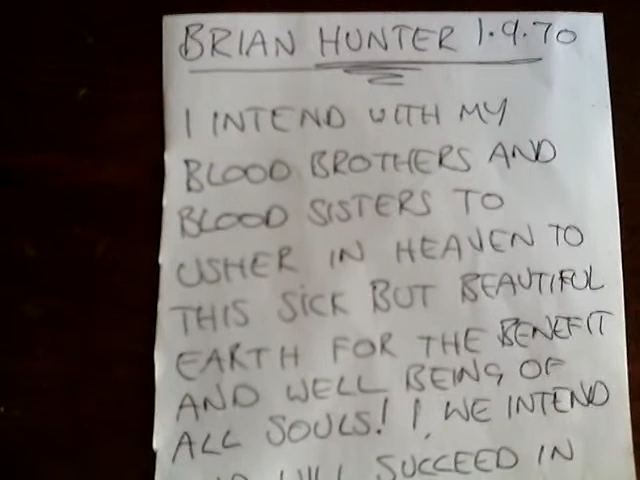 BRIAN HUNTER 1.9.70
I INTEND WITH MY
BLOOD BROTHERS AND
BLOOD SISTERS TO
USHER IN HEAVEN TO
THIS SICK BUT BEAUTIFUL
EARTH FOR THE BENEFIT
AND WELL BEING OF
ALL SOULS! I, WE INTEND
WILL SUCCEED IN